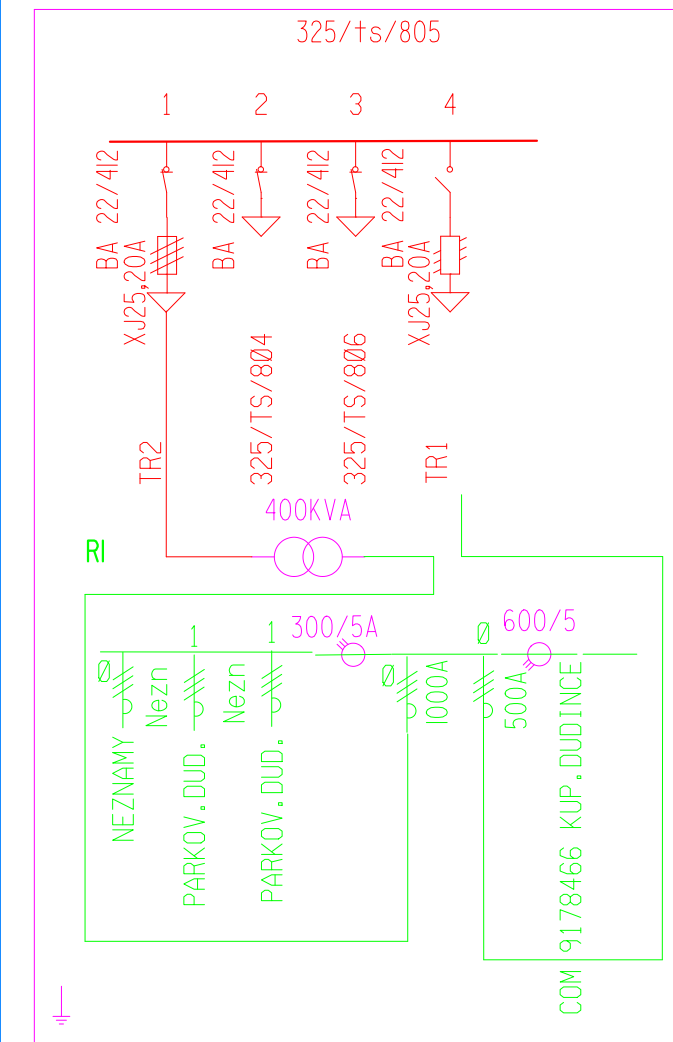 325/ts/805
1 2 3 4
BA 22/412
XJ25,20A
BA 22/412
BA 22/412
BA 22/412
XJ25,20A
TR2
325/TS/804
325/TS/806
TR1
400KVA
RI
300/5A
600/5
Ø
1
1
Ø
Ø
Nezn
Nezn
1000A
500A
NEZNAMY
PARKOV.DUD.
PARKOV.DUD.
COM 9178466 KUP.DUDINCE